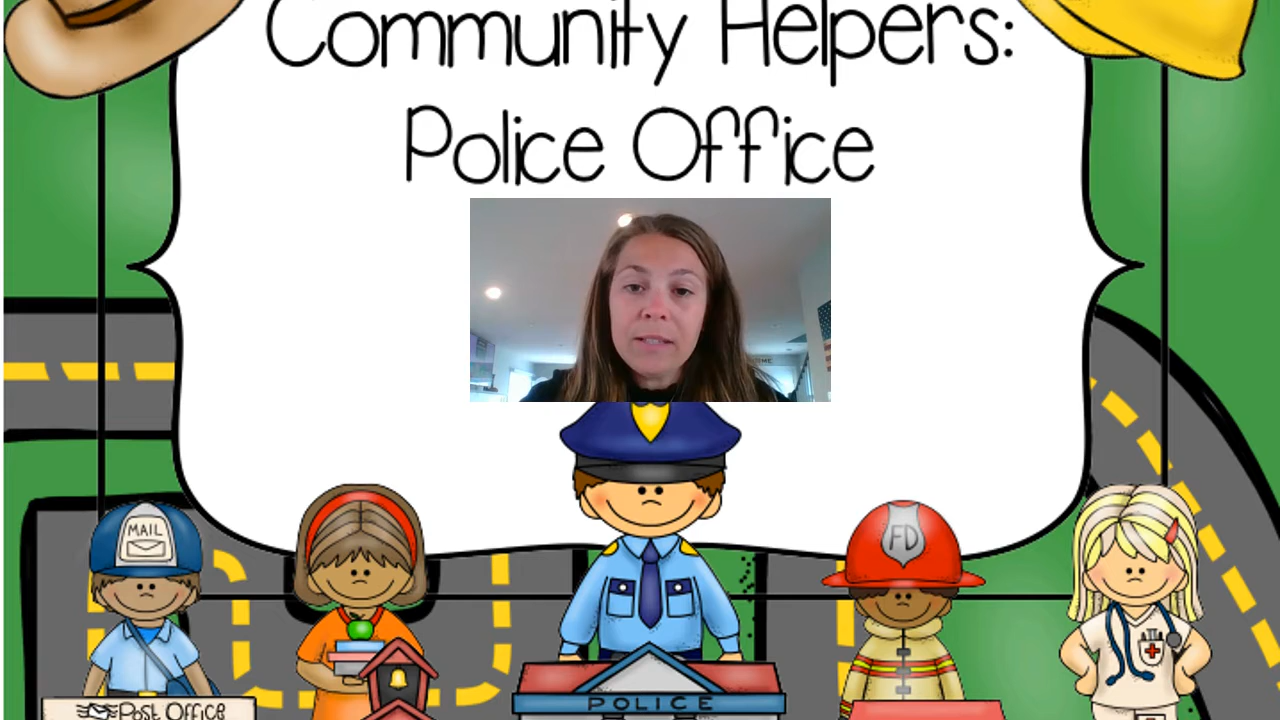 Community Helpers:
Police Office
MAIL
FD
POLICE
Post Office